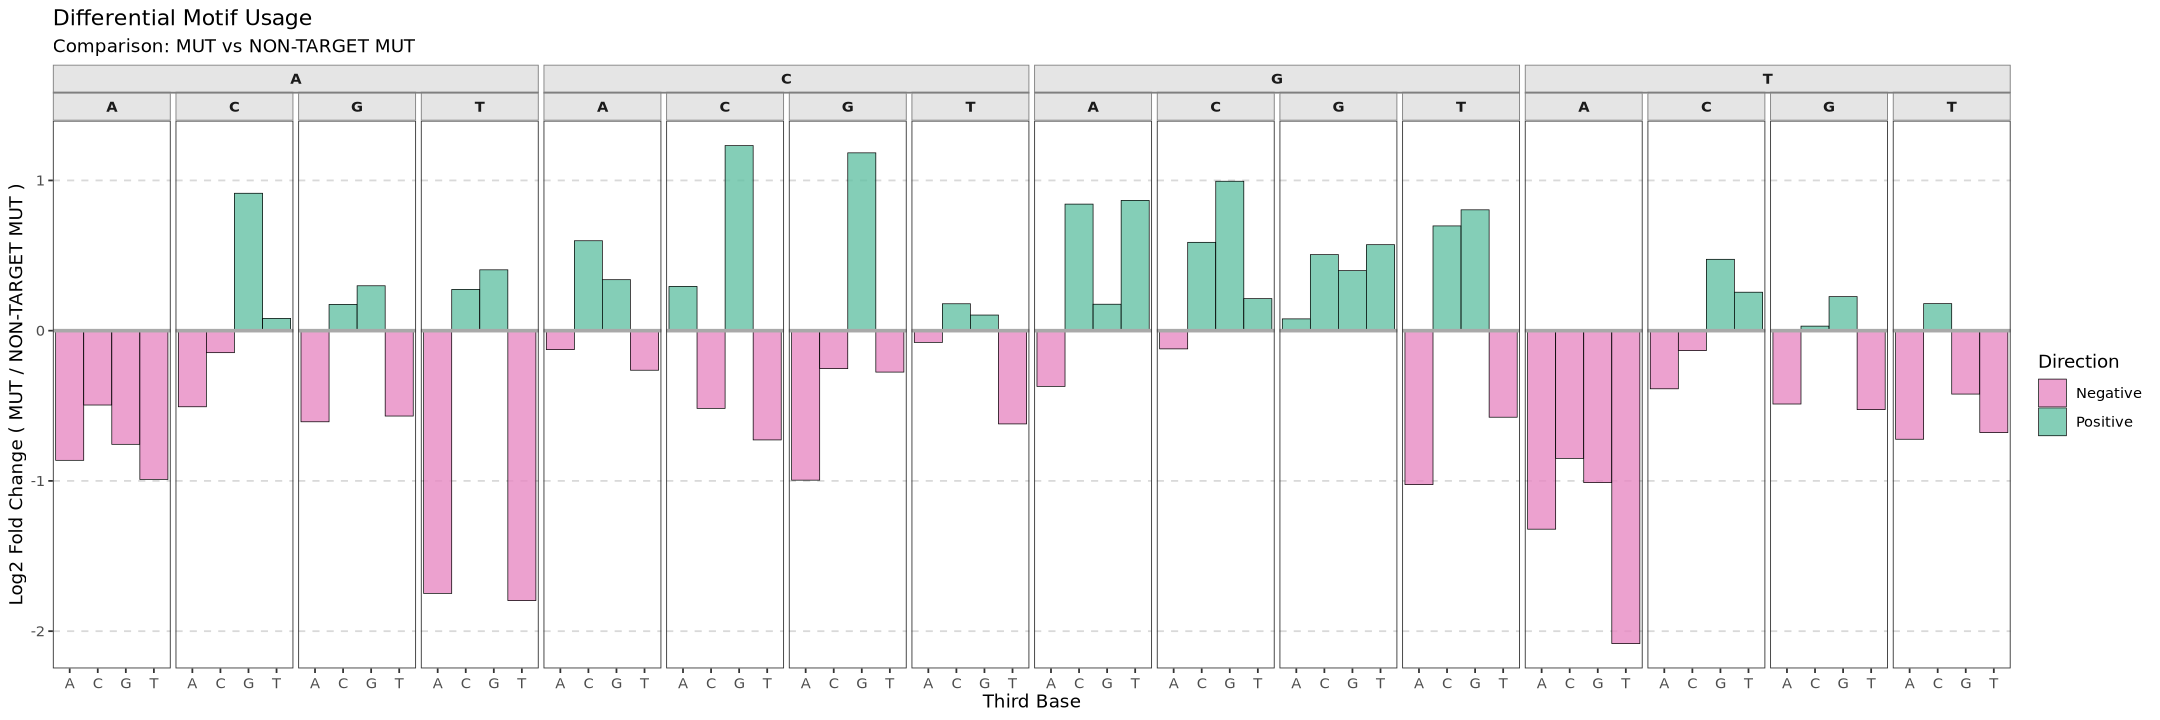 Differential Motif Usage
Comparison: MUT vs NON-TARGET MUT
A C G T
A C G T A C G T A C G T A C G T
Log2 Fold Change ( MUT / NON-TARGET MUT )
1
0
-1
-2
A C G T A C G T A C G T A C G T A C G T A C G T A C G T A C G T A C G T A C G T A C G T A C G T A C G T A C G T A C G T A C G T
Third Base
Direction
Negative
Positive